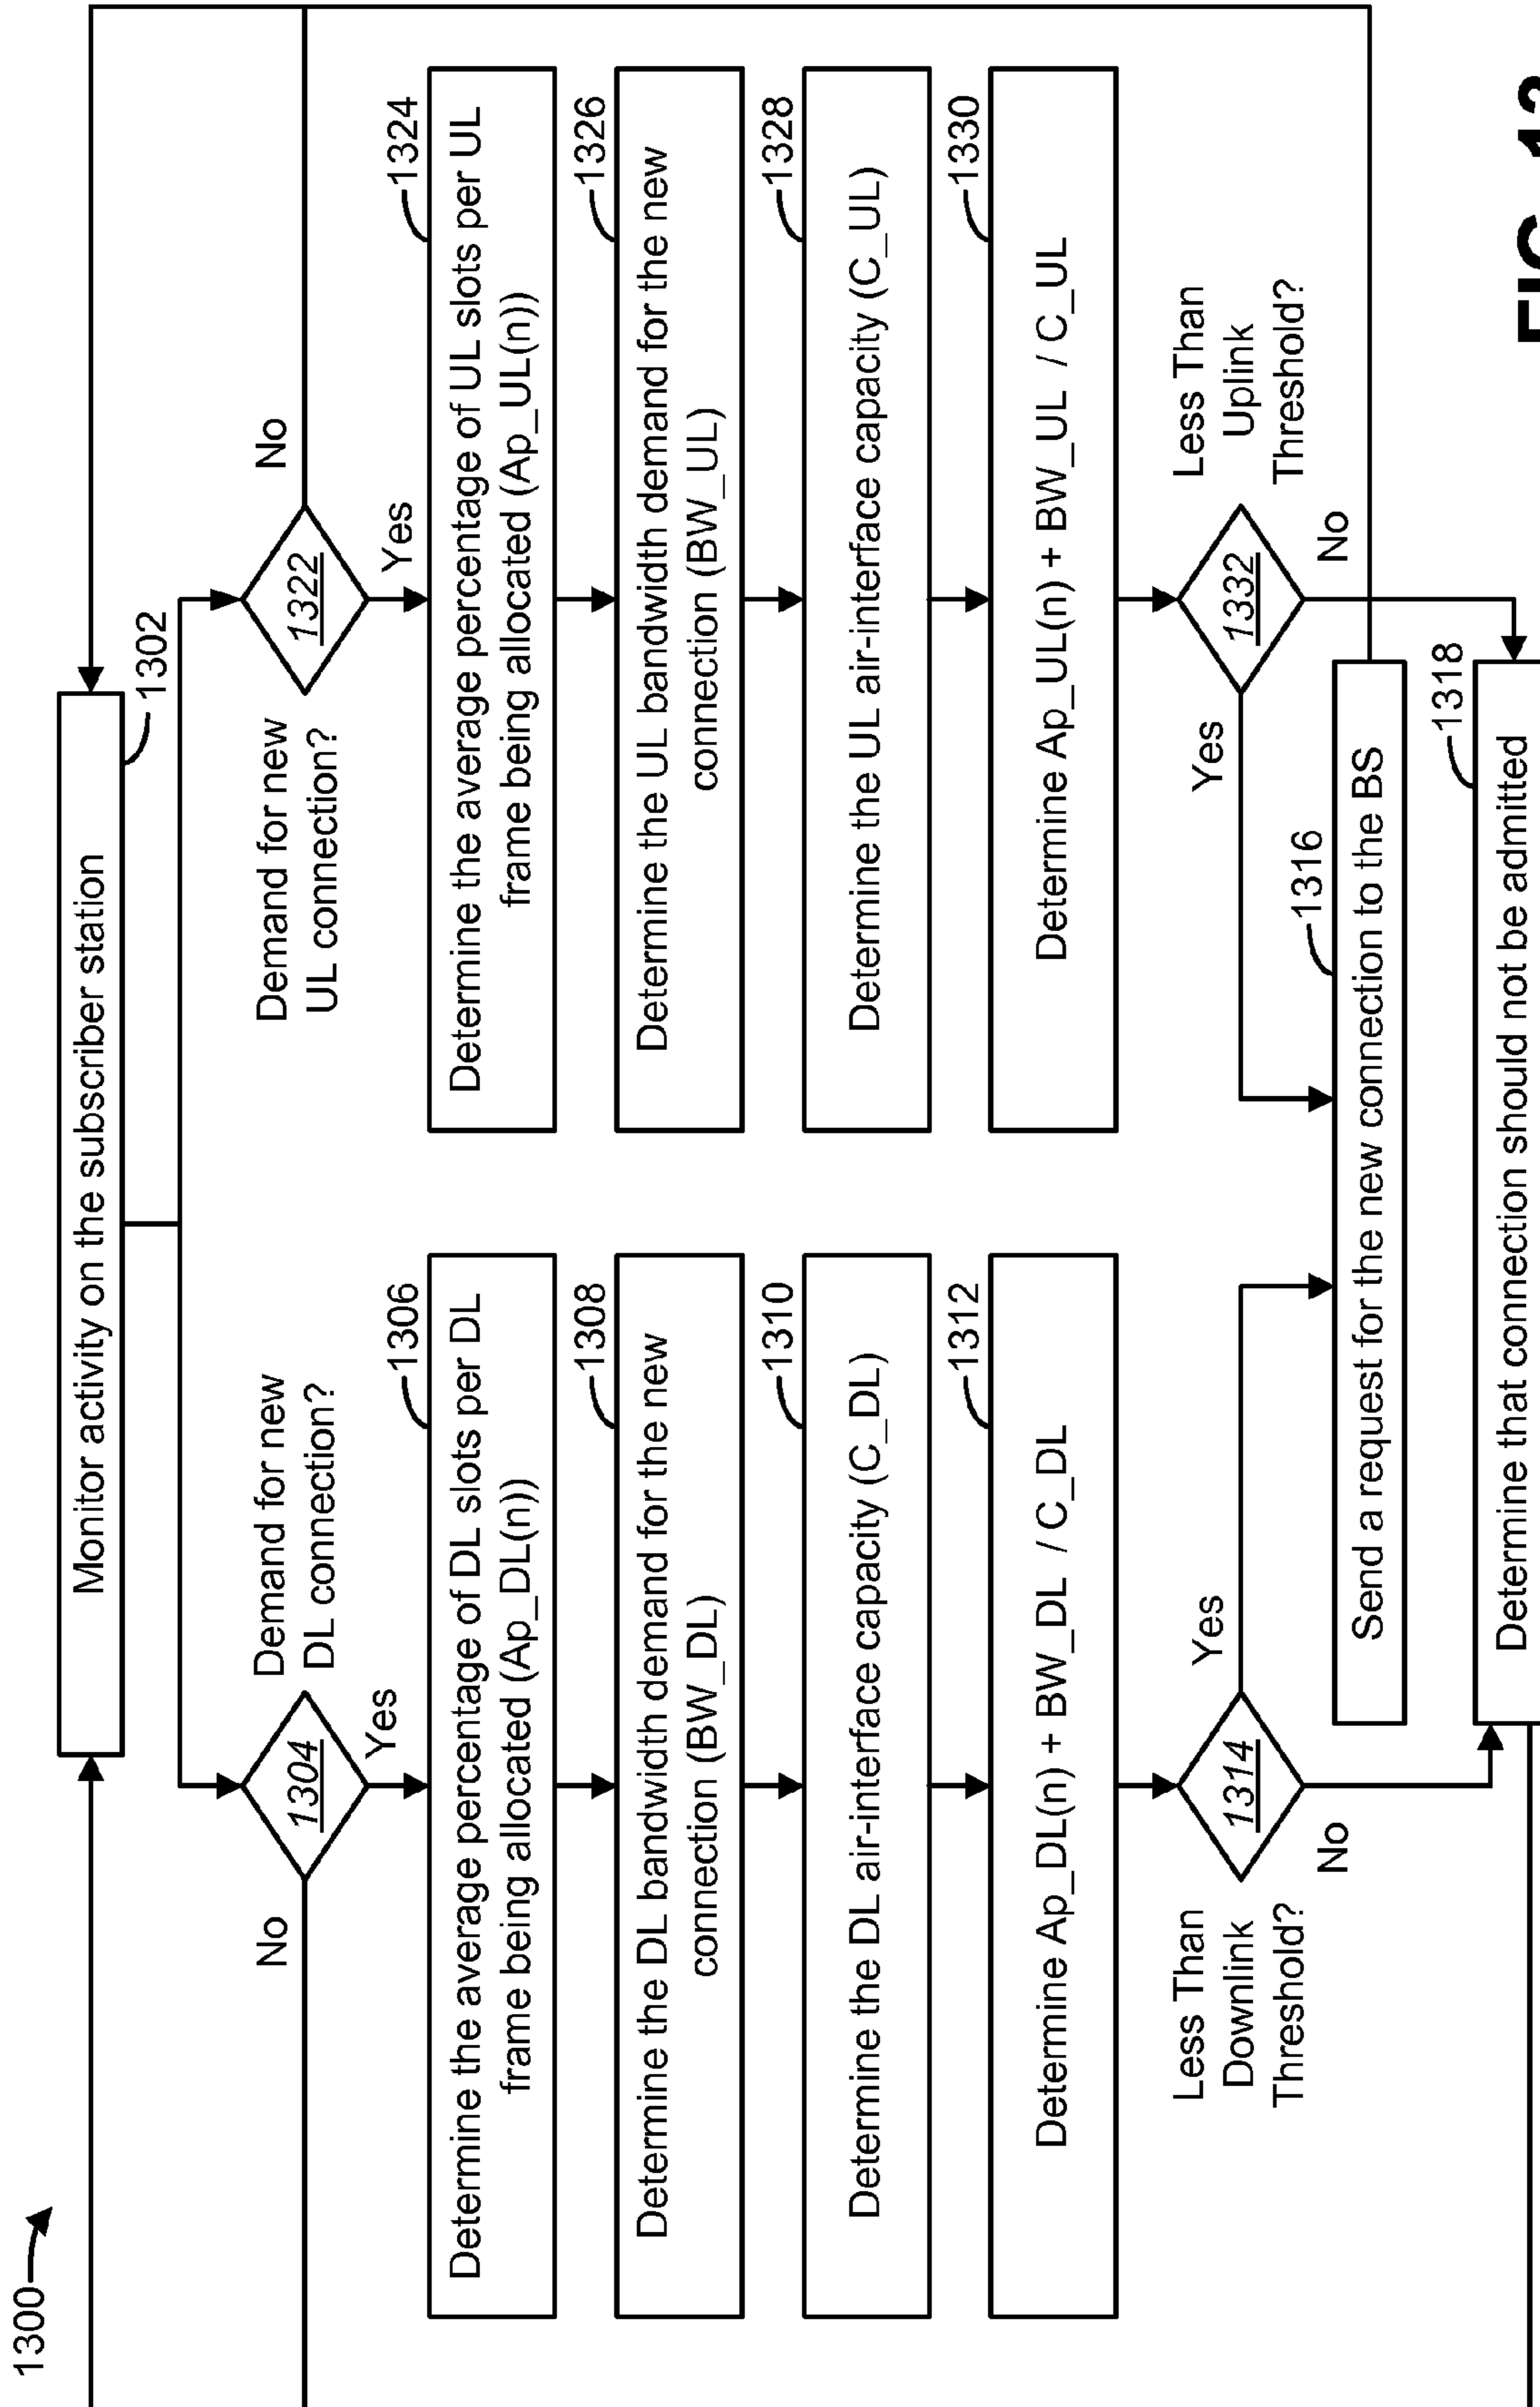 1300
Monitor activity on the subscriber station
1302
Demand for new
DL connection?
1304
No
Yes
Determine the average percentage of DL slots per DL
frame being allocated (Ap_DL(n))
1306
Determine the DL bandwidth demand for the new
connection (BW_DL)
1308
Determine the DL air-interface capacity (C_DL)
1310
Determine Ap_DL(n) + BW_DL / C_DL
1312
Less Than
Downlink
Threshold?
1314
Yes
No
Demand for new
UL connection?
1322
No
Yes
Determine the average percentage of UL slots per UL
frame being allocated (Ap_UL(n))
1324
Determine the UL bandwidth demand for the new
connection (BW_UL)
1326
Determine the UL air-interface capacity (C_UL)
1328
Determine Ap_UL(n) + BW_UL / C_UL
1330
Less Than
Uplink
Threshold?
1332
Yes
No
Send a request for the new connection to the BS
1316
Determine that connection should not be admitted
1318